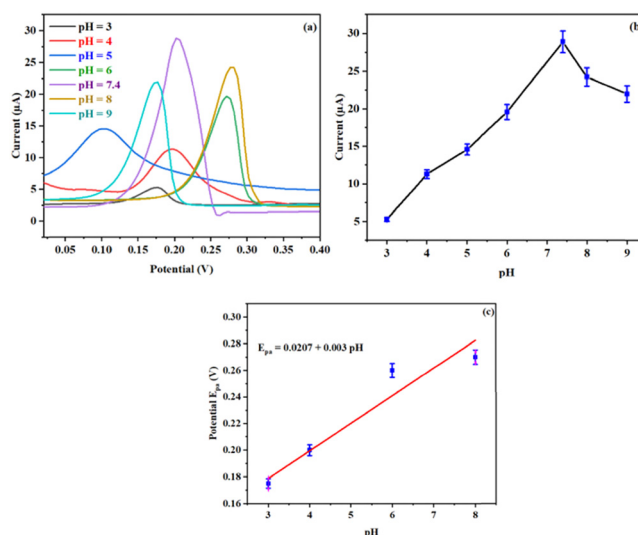 (a)
pH = 3
pH = 4
pH = 5
pH = 6
pH = 7.4
pH = 8
pH = 9
35
30
25
20
15
10
5
0
Current (µA)
0.05 0.10 0.15 0.20 0.25 0.30 0.35 0.40
Potential (V)
(b)
35
30
25
20
15
10
5
Current (µA)
3 4 5 6 7 8 9
pH
(c)
E_pa = 0.0207 + 0.003 pH
0.30
0.28
0.26
0.24
0.22
0.20
0.18
0.16
Potential E_pa (V)
3 4 5 6 7 8
pH